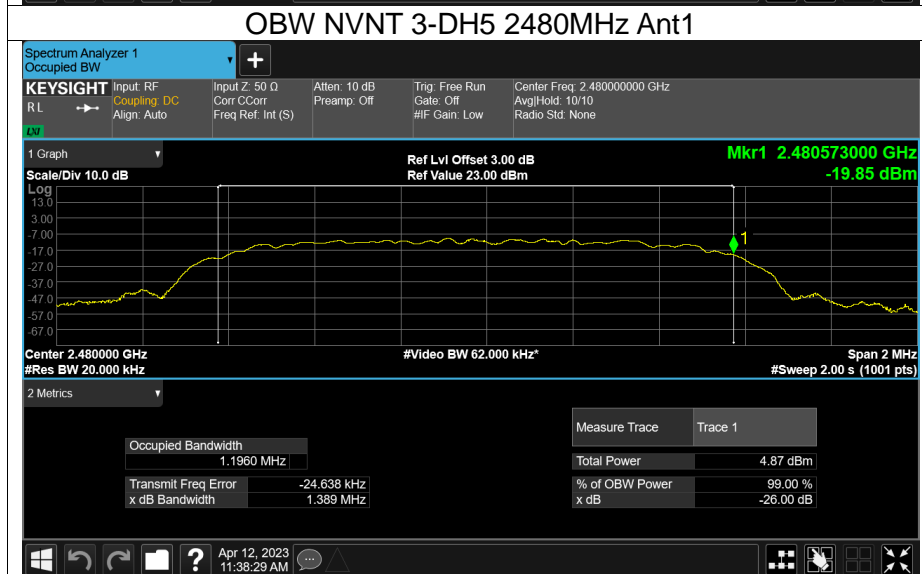 OBW NVNT 3-DH5 2480MHz Ant1
Spectrum Analyzer 1
Occupied BW
+
KEYSIGHT Input: RF Input Z: 50 Ω Atten: 10 dB Trig: Free Run Center Freq: 2.480000000 GHz
RL Coupling: DC Corr CCorr Preamp: Off Gate: Off Avg|Hold: 10/10
Align: Auto Freq Ref: Int (S) #IF Gain: Low Radio Std: None
LXI
1 Graph Ref Lvl Offset 3.00 dB Mkr1 2.480573000 GHz
Scale/Div 10.0 dB Ref Value 23.00 dBm -19.85 dBm
Log
13.0
3.00
-7.00
1
-17.0
-27.0
-37.0
-47.0
-57.0
-67.0
Center 2.480000 GHz #Video BW 62.000 kHz* Span 2 MHz
#Res BW 20.000 kHz #Sweep 2.00 s (1001 pts)
2 Metrics
Measure Trace Trace 1
Occupied Bandwidth
1.1960 MHz Total Power 4.87 dBm
Transmit Freq Error -24.638 kHz % of OBW Power 99.00 %
x dB Bandwidth 1.389 MHz x dB -26.00 dB
? Apr 12, 2023
11:38:29 AM